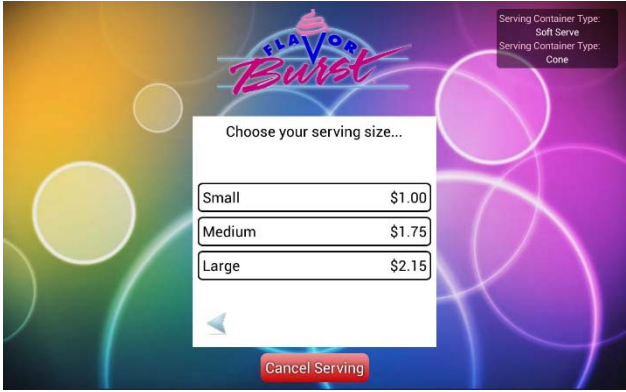 FLAVOR
Burst
Serving Container Type:
Soft Serve
Serving Container Type:
Cone
Choose your serving size...
Small $1.00
Medium $1.75
Large $2.15
Cancel Serving